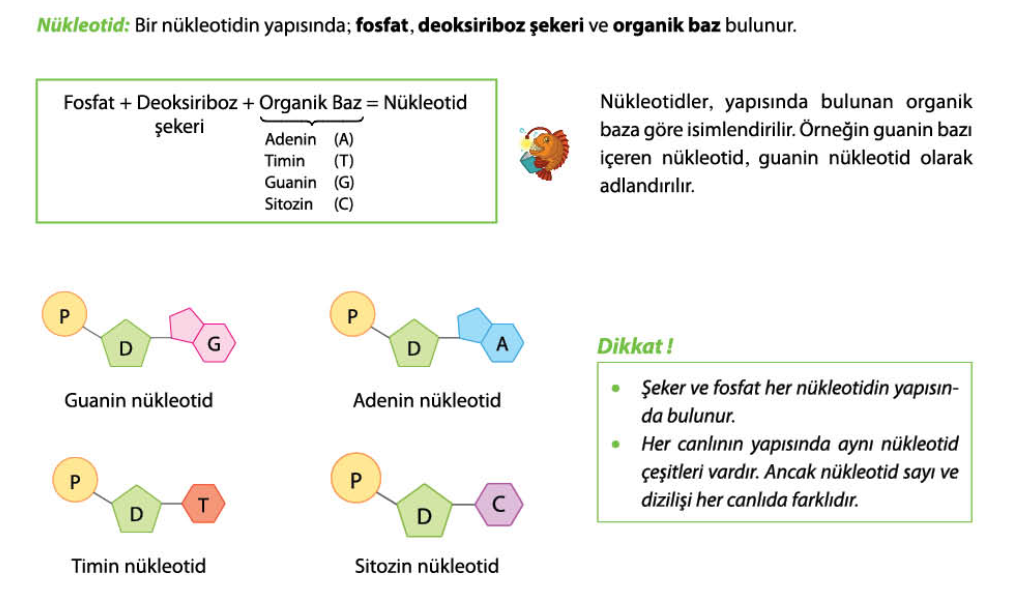 Nükleotid: Bir nükleotidin yapısında; fosfat, deoksiriboz şekeri ve organik baz bulunur.
Fosfat + Deoksiriboz + Organik Baz = Nükleotid
şekeri
Adenin (A)
Timin (T)
Guanin (G)
Sitozin (C)
Nükleotidler, yapısında bulunan organik
baza göre isimlendirilir. Örneğin guanin bazı
içeren nükleotid, guanin nükleotid olarak
adlandırılır.
P
D
G
Guanin nükleotid
P
D
A
Adenin nükleotid
P
D
T
Timin nükleotid
P
D
C
Sitozin nükleotid
Dikkat !
• Şeker ve fosfat her nükleotidin yapısın-
da bulunur.
• Her canlının yapısında aynı nükleotid
çeşitleri vardır. Ancak nükleotid sayı ve
dizilişi her canlıda farklıdır.